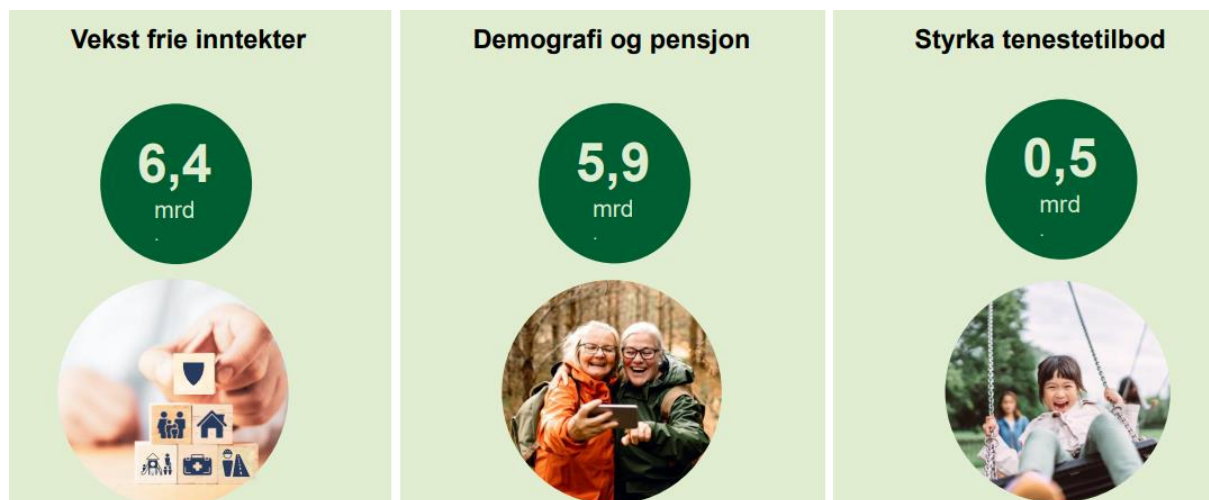 Vekst frie inntekter
6,4
mrd
.
Demografi og pensjon
5,9
mrd
.
Styrka tenestetilbod
0,5
mrd
.